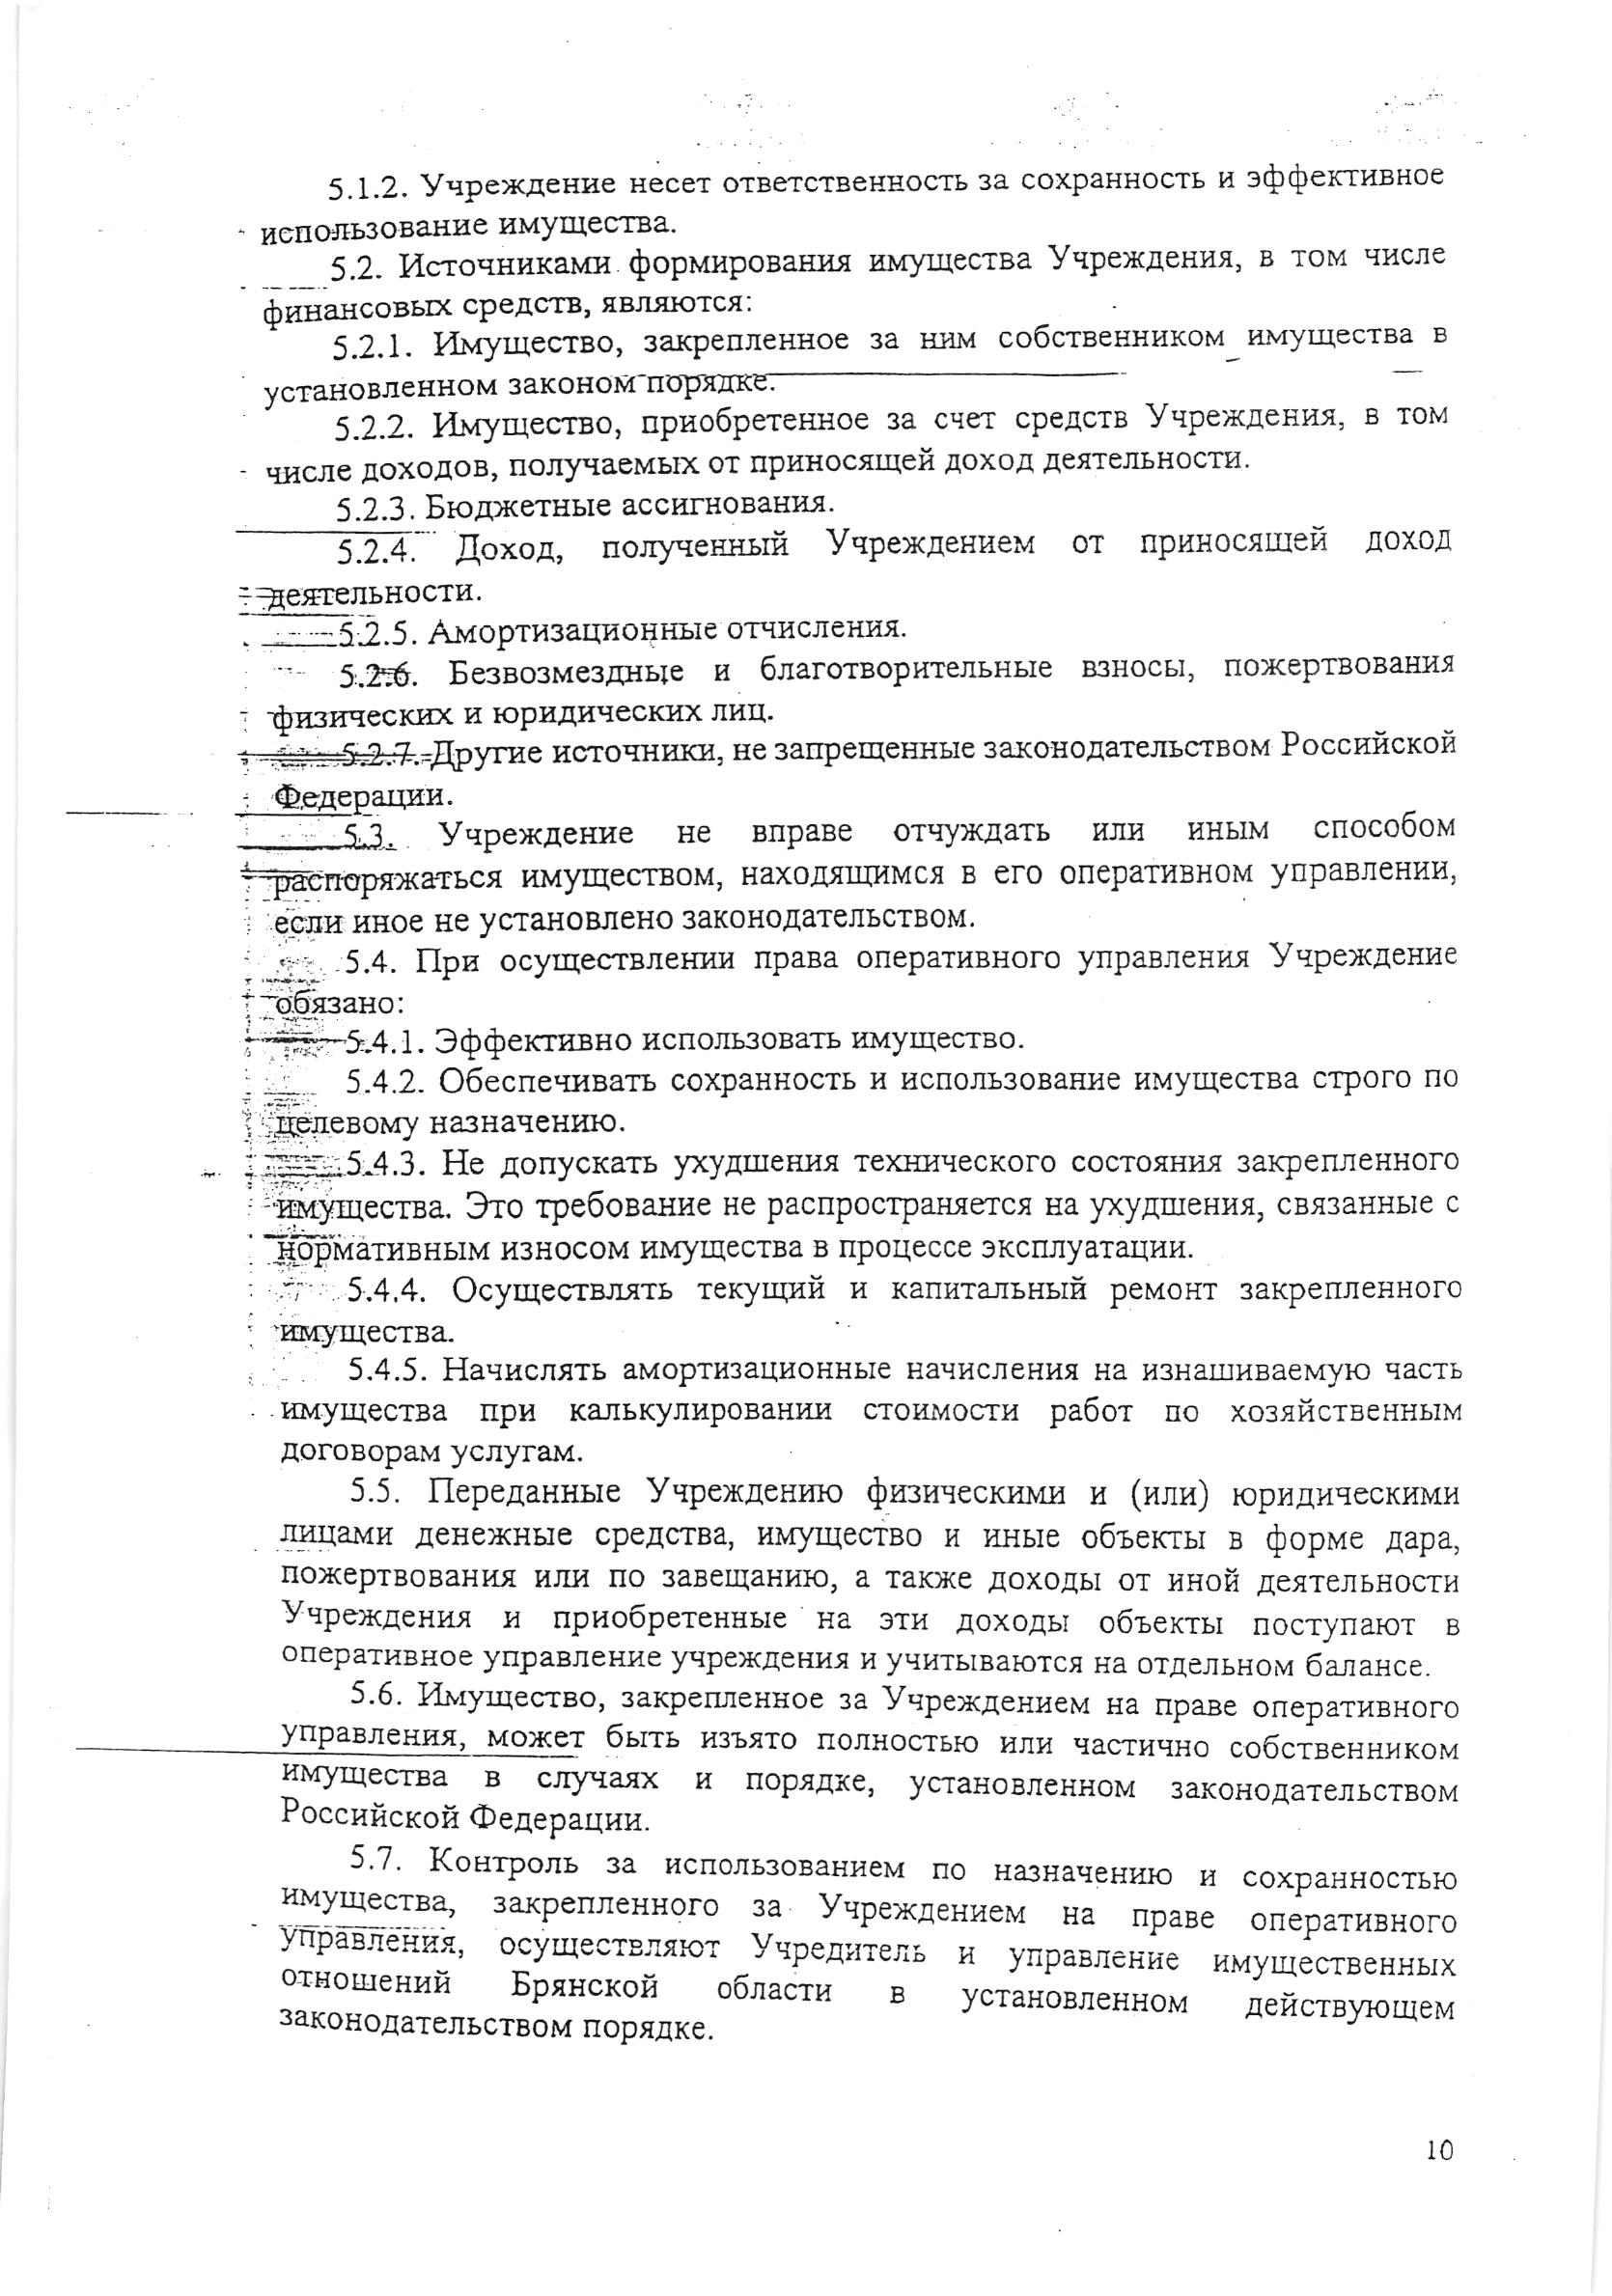 5.1.2. Учреждение несет ответственность за сохранность и эффективное
использование имущества.
5.2. Источниками формирования имущества Учреждения, в том числе
финансовых средств, являются:
5.2.1. Имущество, закрепленное за ним собственником имущества в
установленном законом порядке.
5.2.2. Имущество, приобретенное за счет средств Учреждения, в том
числе доходов, получаемых от приносящей доход деятельности.
5.2.3. Бюджетные ассигнования.
5.2.4. Доход, полученный Учреждением от приносящей доход
деятельности.
5.2.5. Амортизационные отчисления.
5.2.6. Безвозмездные и благотворительные взносы, пожертвования
физических и юридических лиц.
5.2.7. Другие источники, не запрещенные законодательством Российской
Федерации.
5.3. Учреждение не вправе отчуждать или иным способом
распоряжаться имуществом, находящимся в его оперативном управлении,
если иное не установлено законодательством.
5.4. При осуществлении права оперативного управления Учреждение
обязано:
5.4.1. Эффективно использовать имущество.
5.4.2. Обеспечивать сохранность и использование имущества строго по
целевому назначению.
5.4.3. Не допускать ухудшения технического состояния закрепленного
имущества. Это требование не распространяется на ухудшения, связанные с
нормативным износом имущества в процессе эксплуатации.
5.4.4. Осуществлять текущий и капитальный ремонт закрепленного
имущества.
5.4.5. Начислять амортизационные начисления на изнашиваемую часть
имущества при калькулировании стоимости работ по хозяйственным
договорам услугам.
5.5. Переданные Учреждению физическими и (или) юридическими
лицами денежные средства, имущество и иные объекты в форме дара,
пожертвования или по завещанию, а также доходы от иной деятельности
Учреждения и приобретенные на эти доходы объекты поступают в
оперативное управление учреждения и учитываются на отдельном балансе.
5.6. Имущество, закрепленное за Учреждением на праве оперативного
управления, может быть изъято полностью или частично собственником
имущества в случаях и порядке, установленном законодательством
Российской Федерации.
5.7. Контроль за использованием по назначению и сохранностью
имущества, закрепленного за Учреждением на праве оперативного
управления, осуществляют Учредитель и управление имущественных
отношений Брянской области в установленном действующем
законодательством порядке.
10